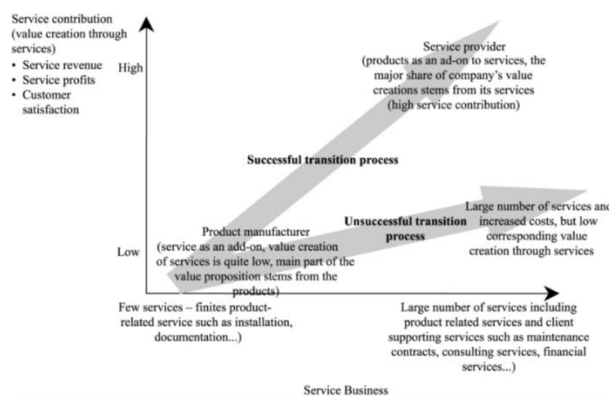 Service contribution
(value creation through
services)
• Service revenue
• Service profits
• Customer
satisfaction
High
Service provider
(products as an ad-on to services, the
major share of company's value
creations stems from its services
(high service contribution)
Successful transition process
Product manufacturer
(service as an add-on, value creation
of services is quite low, main part of the
value proposition stems from the
products)
Unsuccessful transition
process
Large number of services and
increased costs, but low
corresponding value
creation through services
Low
Few services – finites product-
related service such as installation,
documentation...)
Large number of services including
product related services and client
supporting services such as maintenance
contracts, consulting services, financial
services...)
Service Business